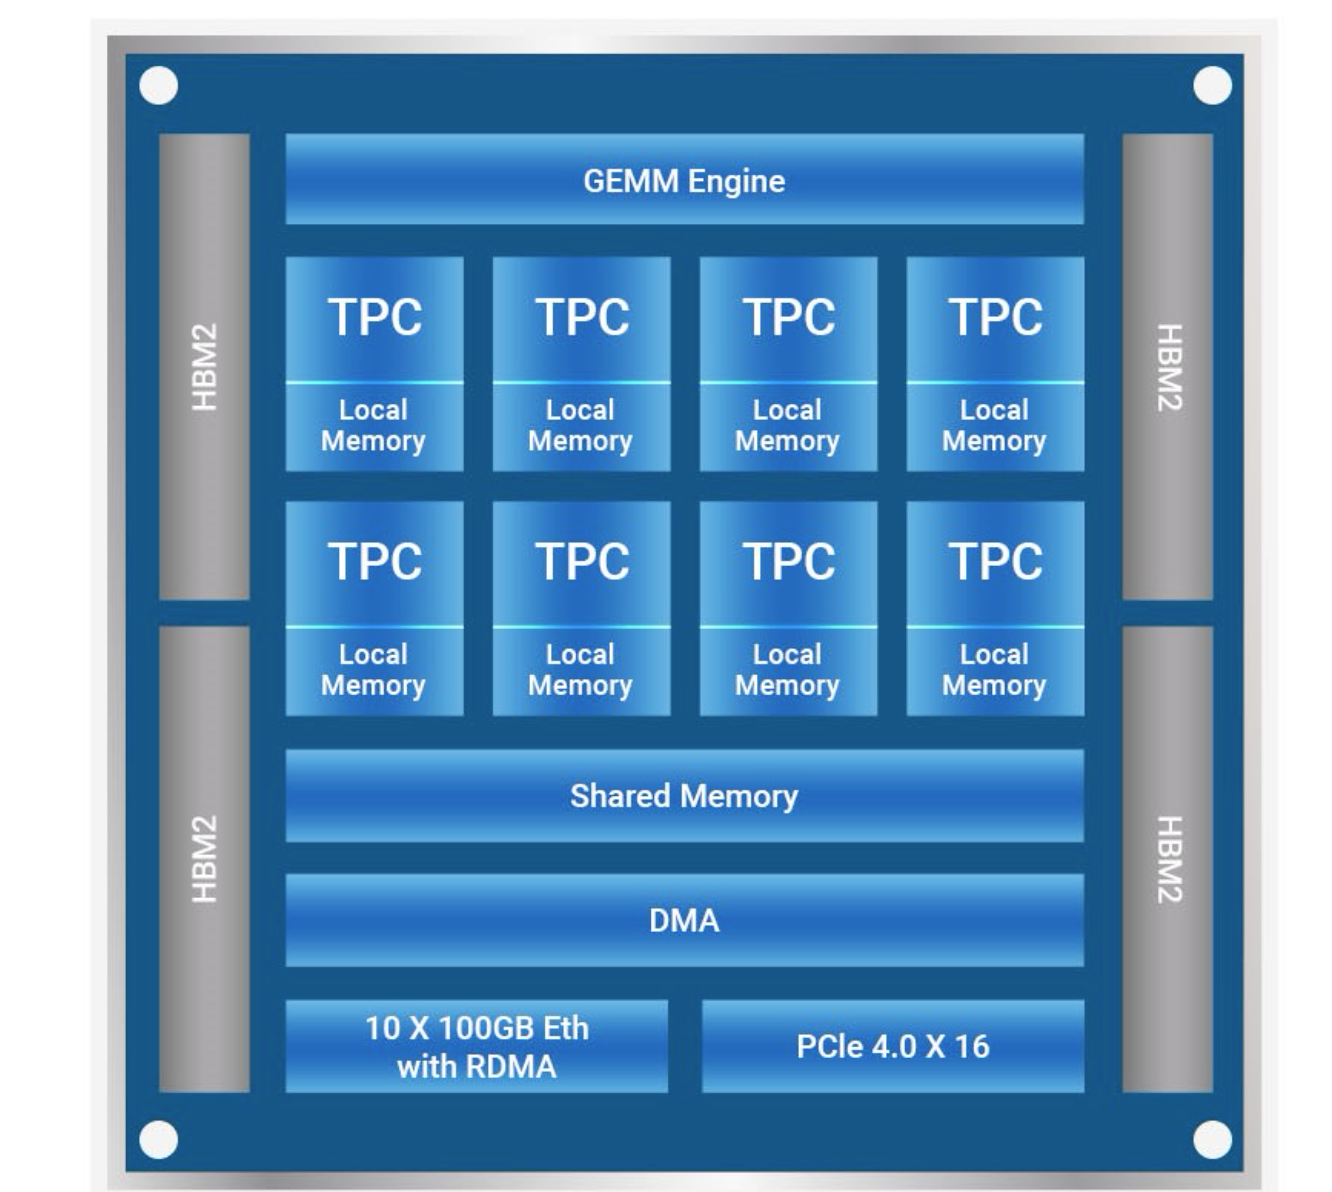 GEMM Engine
HBM2
TPC
Local
Memory
TPC
Local
Memory
TPC
Local
Memory
TPC
Local
Memory
HBM2
TPC
Local
Memory
TPC
Local
Memory
TPC
Local
Memory
TPC
Local
Memory
HBM2
Shared Memory
HBM2
DMA
10 X 100GB Eth
with RDMA
PCIe 4.0 X 16